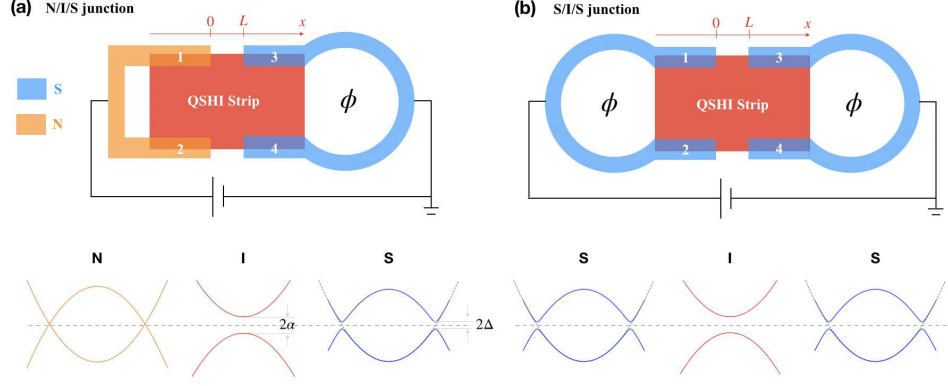 (a) N/I/S junction
0 L x
1 3
S
QSHI Strip
ϕ
N
2 4
(b) S/I/S junction
0 L x
1 3
ϕ QSHI Strip ϕ
2 4
N I S
2α
2Δ
S I S